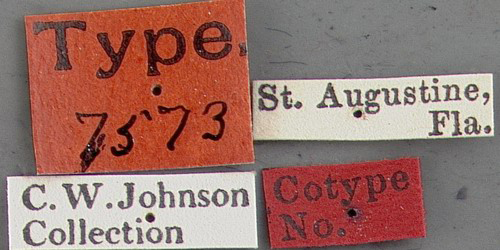 Type.
7573
St. Augustine,
Fla.
C. W. Johnson
Collection
Cotype
No.